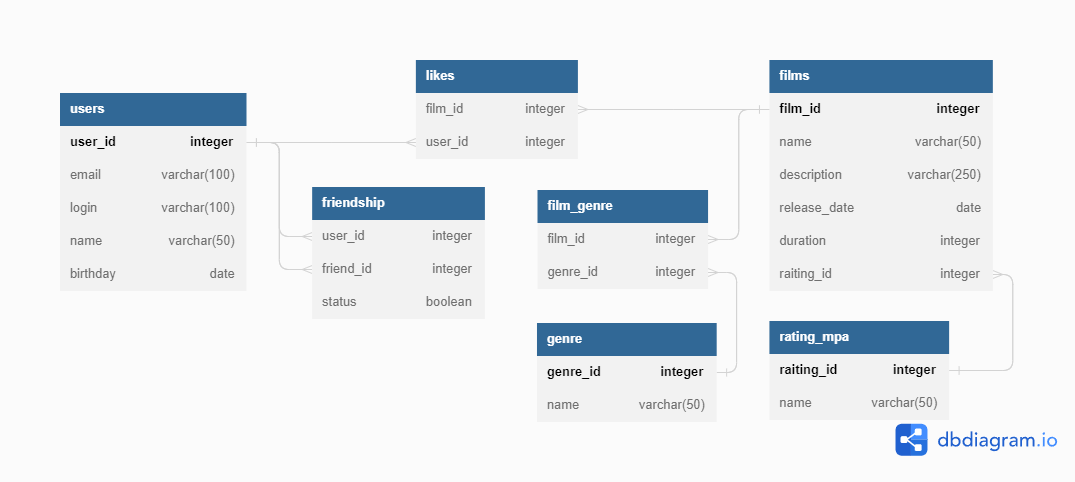 users
user_id integer
email varchar(100)
login varchar(100)
name varchar(50)
birthday date
likes
film_id integer
user_id integer
friendship
user_id integer
friend_id integer
status boolean
film_genre
film_id integer
genre_id integer
genre
genre_id integer
name varchar(50)
films
film_id integer
name varchar(50)
description varchar(250)
release_date date
duration integer
raiting_id integer
rating_mpa
raiting_id integer
name varchar(50)
dbdiagram.io